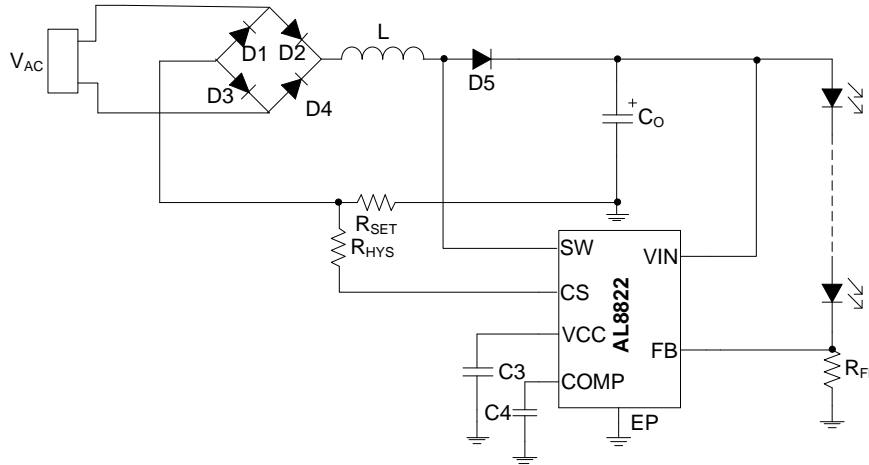 L
D1
D2
VAC
D5
D3
D4
+
CO
RSET
RHYS
SW
VIN
CS
AL8822
VCC
FB
C3
COMP
C4
EP